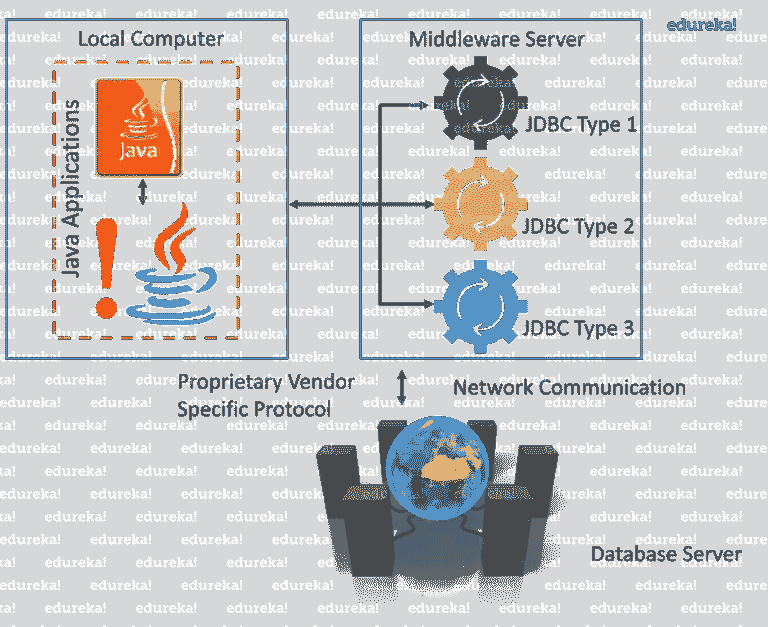 edureka!
Local Computer
Middleware Server
Java Applications
Java
JDBC Type 1
JDBC Type 2
JDBC Type 3
Proprietary Vendor
Specific Protocol
Network Communication
Database Server